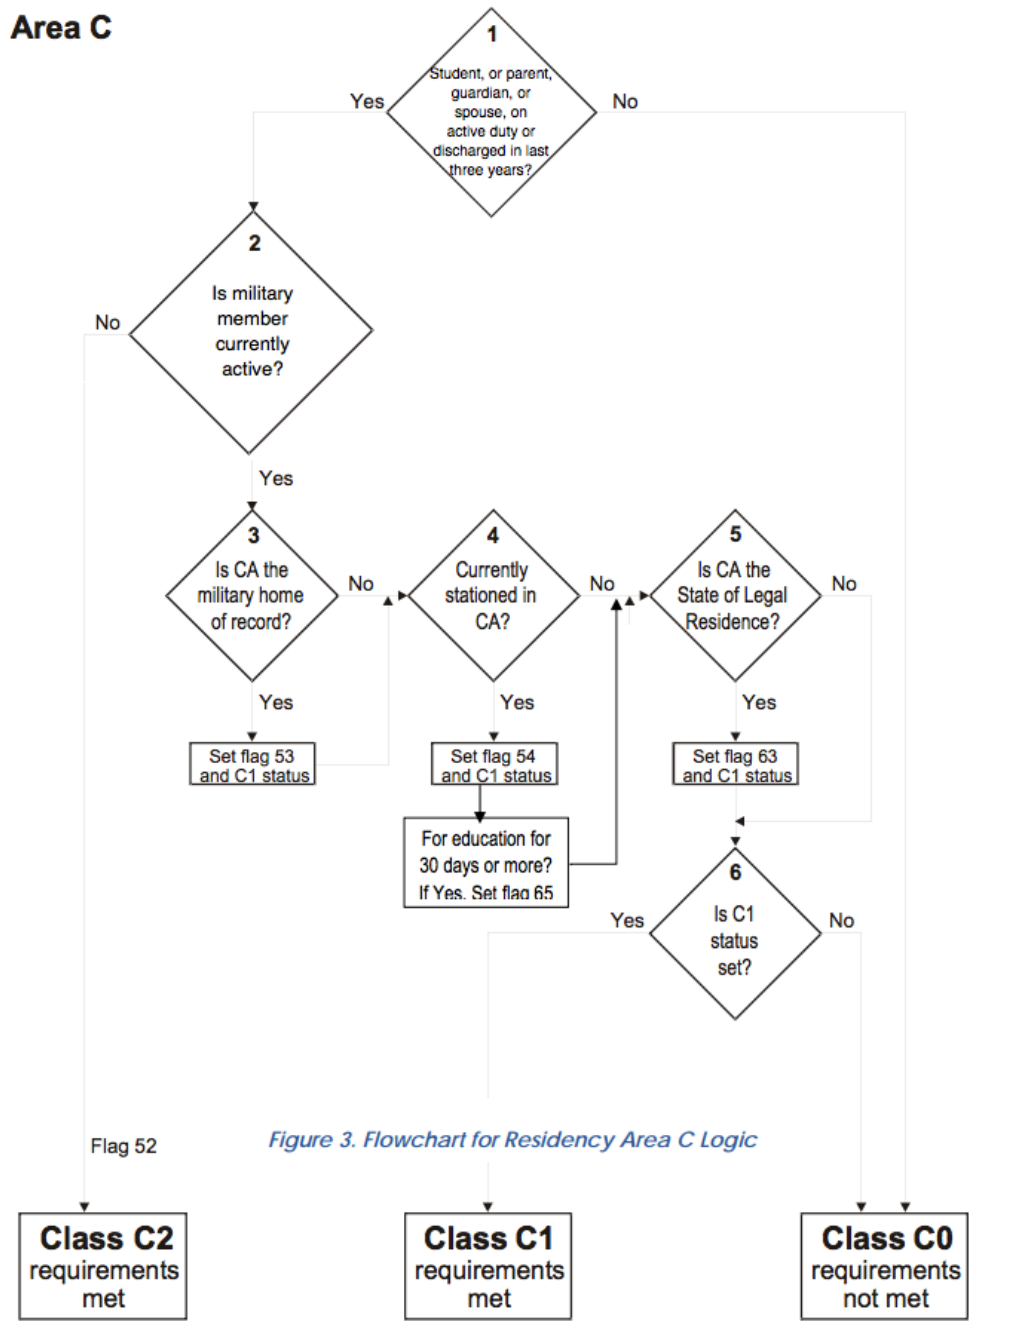 Area C
1
Student, or parent,
guardian, or
spouse, on
active duty or
discharged in last
three years?
Yes
No
2
Is military
member
currently
active?
No
Yes
3
Is CA the
military home
of record?
No
Yes
Set flag 53
and C1 status
4
Currently
stationed in
CA?
No
Yes
Set flag 54
and C1 status
For education for
30 days or more?
If Yes. Set flag 65
5
Is CA the
State of Legal
Residence?
No
Yes
Set flag 63
and C1 status
6
Is C1
status
set?
Yes
No
Flag 52
Figure 3. Flowchart for Residency Area C Logic
Class C2
requirements
met
Class C1
requirements
met
Class C0
requirements
not met